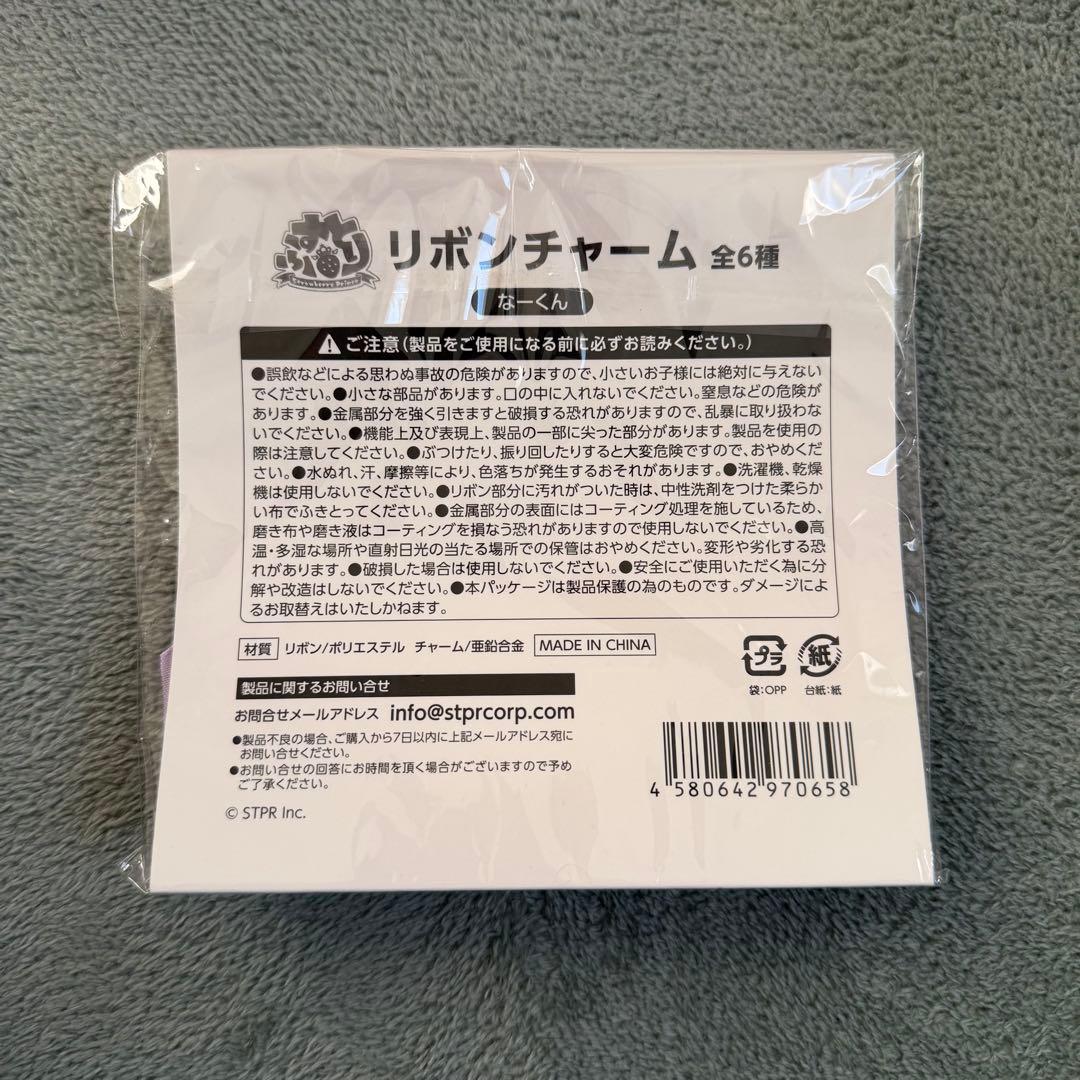 すとぷり
Strawberry Prince
リボンチャーム 全6種
なーくん
ご注意(製品をご使用になる前に必ずお読みください。)
●誤飲などによる思わぬ事故の危険がありますので、小さいお子様には絶対に与えない
でください。●小さな部品があります。口の中に入れないでください。窒息などの危険が
あります。●金属部分を強く引きますと破損する恐れがありますので、乱暴に取り扱わな
いでください。●機能上及び表現上、製品の一部に尖った部分があります。製品を使用の
際は注意してください。●ぶつけたり、振り回したりすると大変危険ですので、おやめくだ
さい。●水ぬれ、汗、摩擦等により、色落ちが発生するおそれがあります。●洗濯機、乾燥
機は使用しないでください。●リボン部分に汚れがついた時は、中性洗剤をつけた柔らか
い布でふきとってください。●金属部分の表面にはコーティング処理を施しているため、
磨き布や磨き液はコーティングを損なう恐れがありますので使用しないでください。●高
温・多湿な場所や直射日光の当たる場所での保管はおやめください。変形や劣化する恐
れがあります。●破損した場合は使用しないでください。●安全にご使用いただく為に分
解や改造はしないでください。●本パッケージは製品保護の為のものです。ダメージによ
るお取替えはいたしかねます。
材質 リボン/ポリエステル チャーム/亜鉛合金 MADE IN CHINA
プラ 紙
袋:OPP 台紙:紙
製品に関するお問い合せ
お問合せメールアドレス info@stprcorp.com
●製品不良の場合、ご購入から7日以内に上記メールアドレス宛に
お問い合せください。
●お問い合せの回答にお時間を頂く場合がございますので予め
ご了承ください。
4 580642 970658
© STPR Inc.